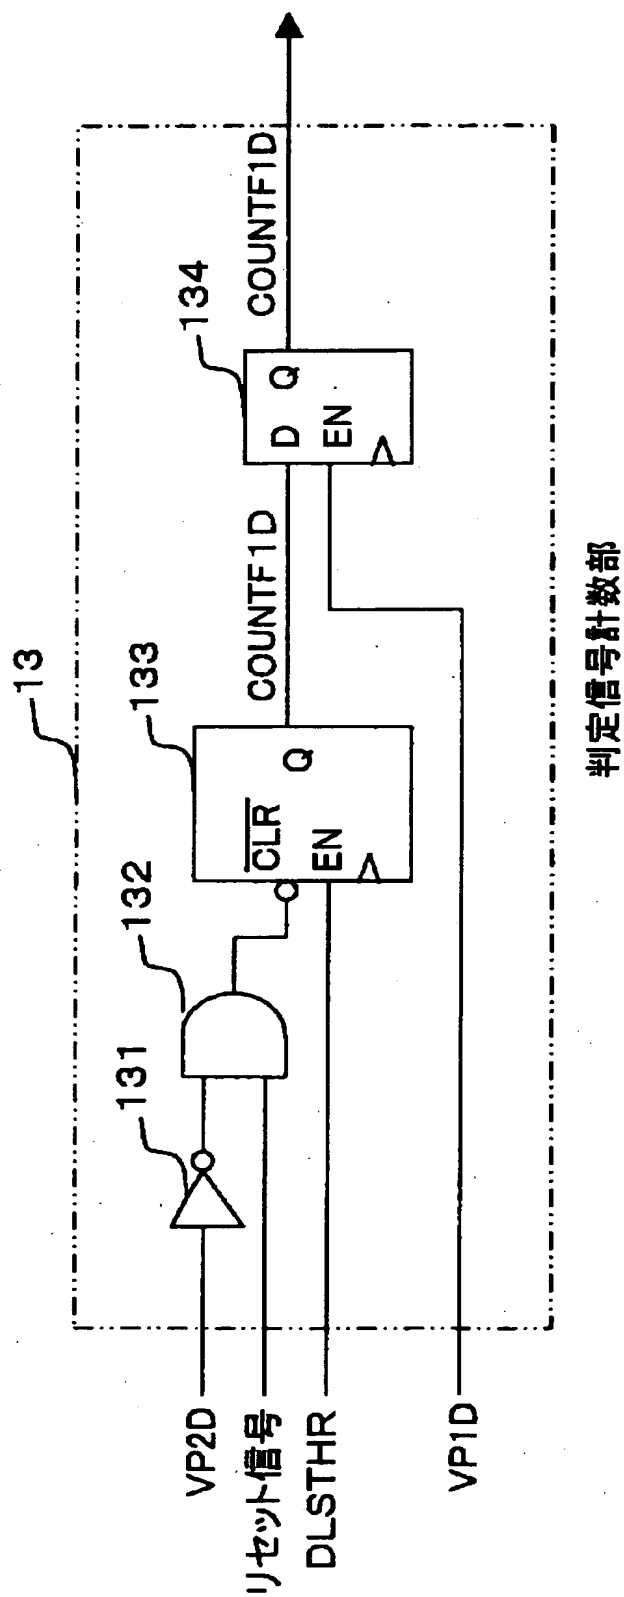 13
131
132
133
134
VP2D
リセット信号
DLSTHR
VP1D
CLR
EN
Q
COUNTF1D
D
Q
EN
COUNTF1D
判定信号計数部